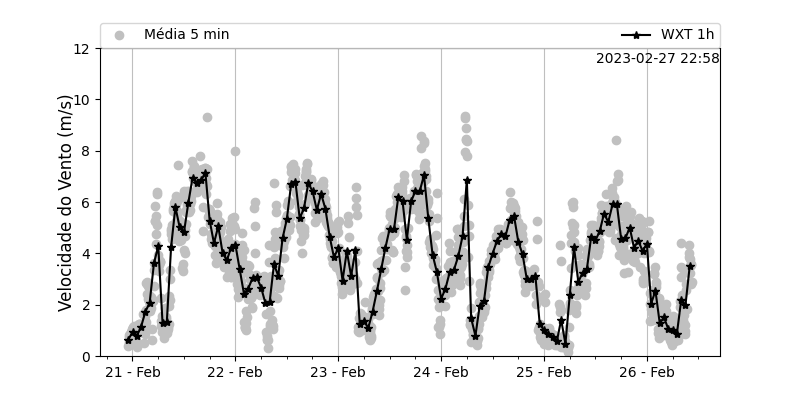 Média 5 min WXT 1h
2023-02-27 22:58
Velocidade do Vento (m/s)
12
10
8
6
4
2
0
21 - Feb 22 - Feb 23 - Feb 24 - Feb 25 - Feb 26 - Feb